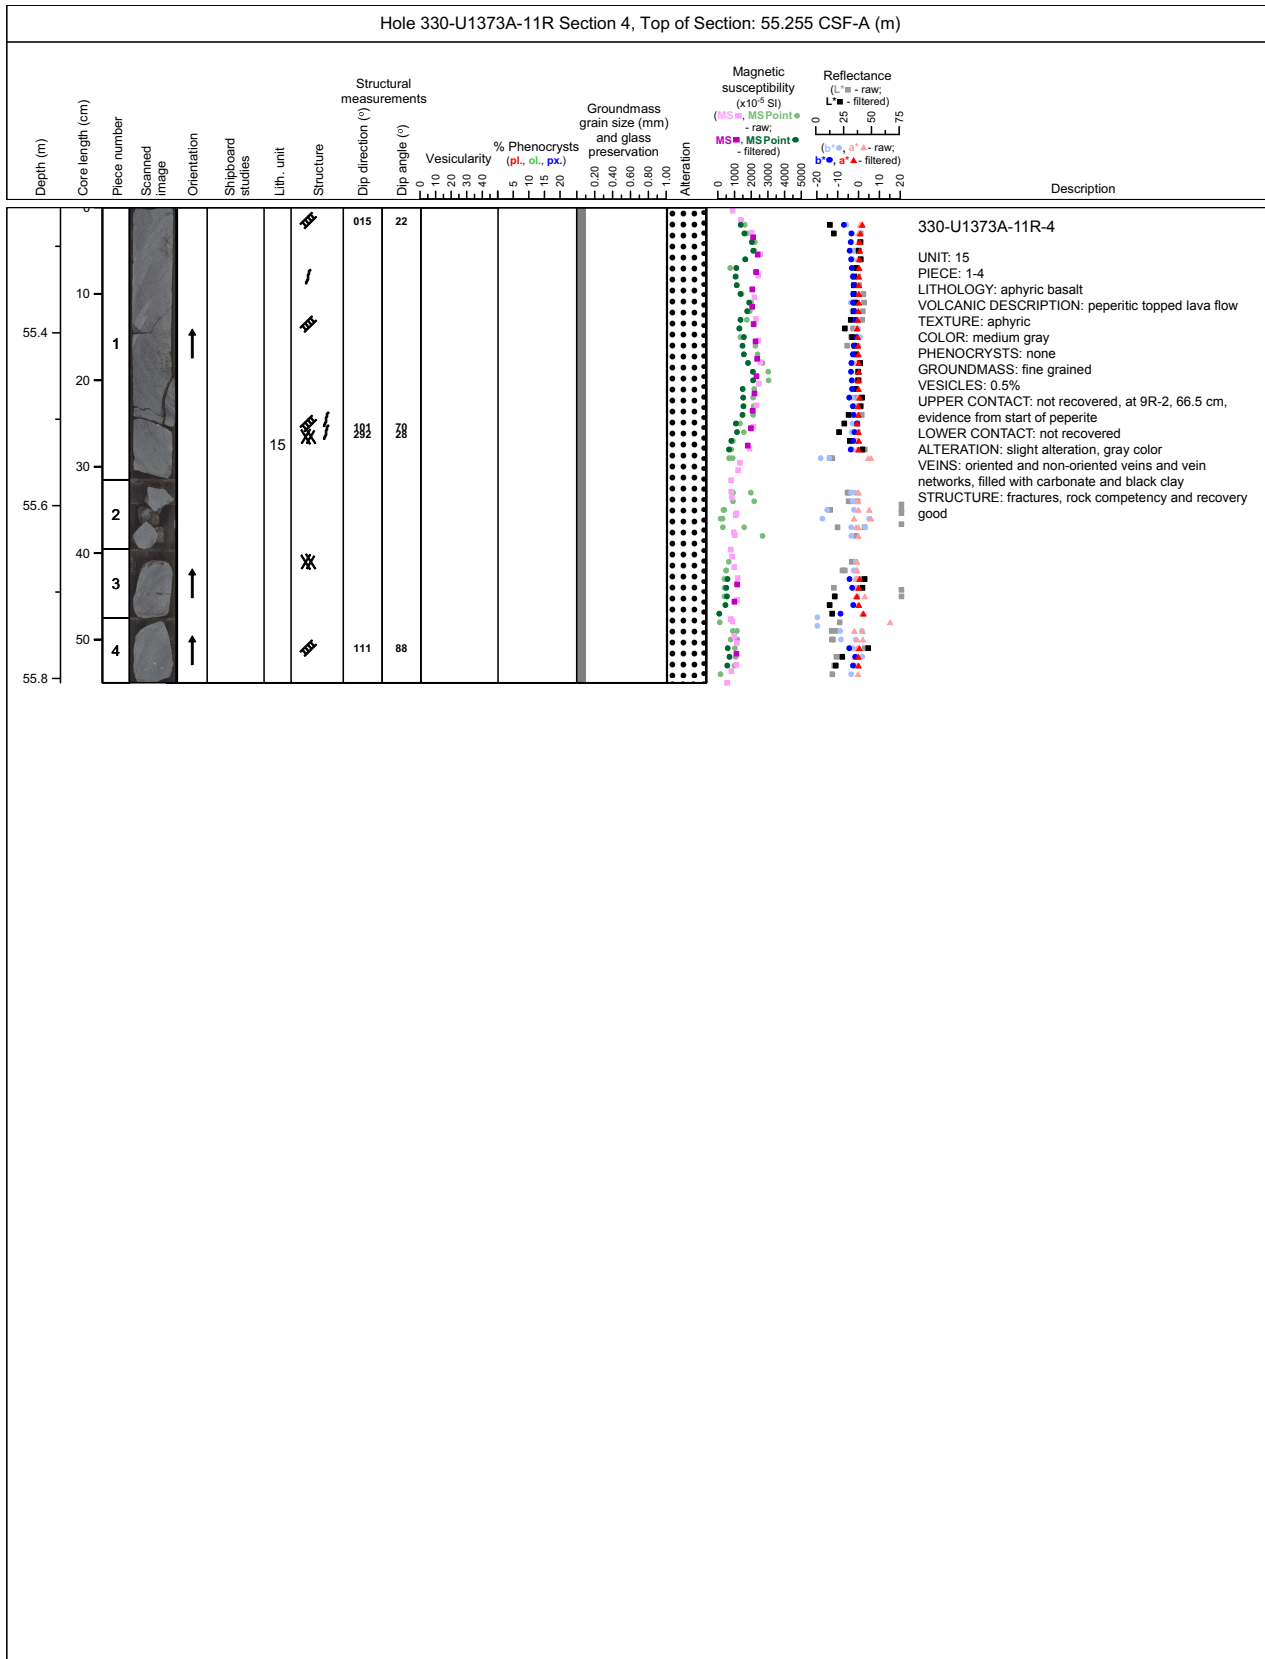 Hole 330-U1373A-11R Section 4, Top of Section: 55.255 CSF-A (m)
Depth (m)
Core length (cm)
Piece number
Scanned
image
Orientation
Shipboard
studies
Lith. unit
Structure
Structural
measurements
Dip direction (°)
Dip angle (°)
Vesicularity
0 10 20 30 40
% Phenocrysts
(pl., ol., px.)
5 10 15 20
Groundmass
grain size (mm)
and glass
preservation
0.20 0.40 0.60 0.80 1.00
Alteration
Magnetic
susceptibility
(x10-5 SI)
(MS■, MSPoint●
- raw;
MS■, MSPoint●
- filtered)
0 1000 2000 3000 4000 5000
Reflectance
(L*■ - raw;
L*■ - filtered)
0 25 50 75
(b*●, a*▲- raw;
b*●, a*▲- filtered)
-20 -10 0 10 20
Description
0
10
20
30
40
50
55.4
55.6
55.8
1
2
3
4
15
015 22
101 70
292 28
111 88
330-U1373A-11R-4
UNIT: 15
PIECE: 1-4
LITHOLOGY: aphyric basalt
VOLCANIC DESCRIPTION: peperitic topped lava flow
TEXTURE: aphyric
COLOR: medium gray
PHENOCRYSTS: none
GROUNDMASS: fine grained
VESICLES: 0.5%
UPPER CONTACT: not recovered, at 9R-2, 66.5 cm,
evidence from start of peperite
LOWER CONTACT: not recovered
ALTERATION: slight alteration, gray color
VEINS: oriented and non-oriented veins and vein
networks, filled with carbonate and black clay
STRUCTURE: fractures, rock competency and recovery
good